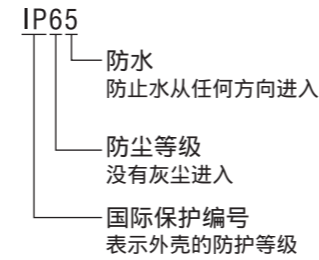 IP65
防水
防止水从任何方向进入
防尘等级
没有灰尘进入
国际保护编号
表示外壳的防护等级